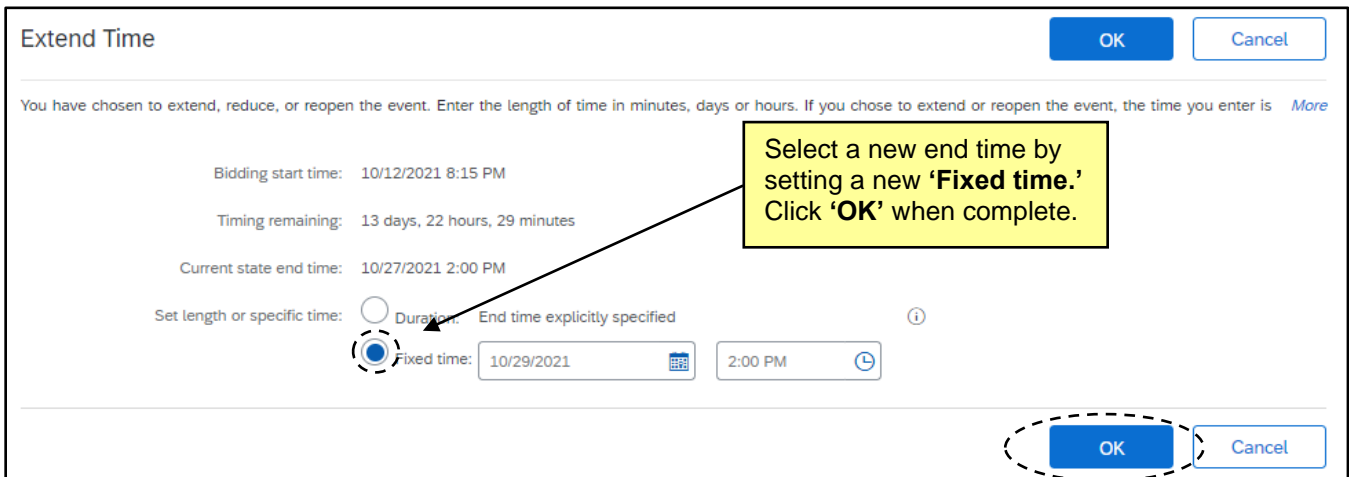 Extend Time
OK
Cancel
You have chosen to extend, reduce, or reopen the event. Enter the length of time in minutes, days or hours. If you chose to extend or reopen the event, the time you enter is More
Select a new end time by
setting a new ‘Fixed time.’
Click ‘OK’ when complete.
Bidding start time: 10/12/2021 8:15 PM
Timing remaining: 13 days, 22 hours, 29 minutes
Current state end time: 10/27/2021 2:00 PM
Set length or specific time: Duration: End time explicitly specified
Fixed time: 10/29/2021 2:00 PM
OK
Cancel